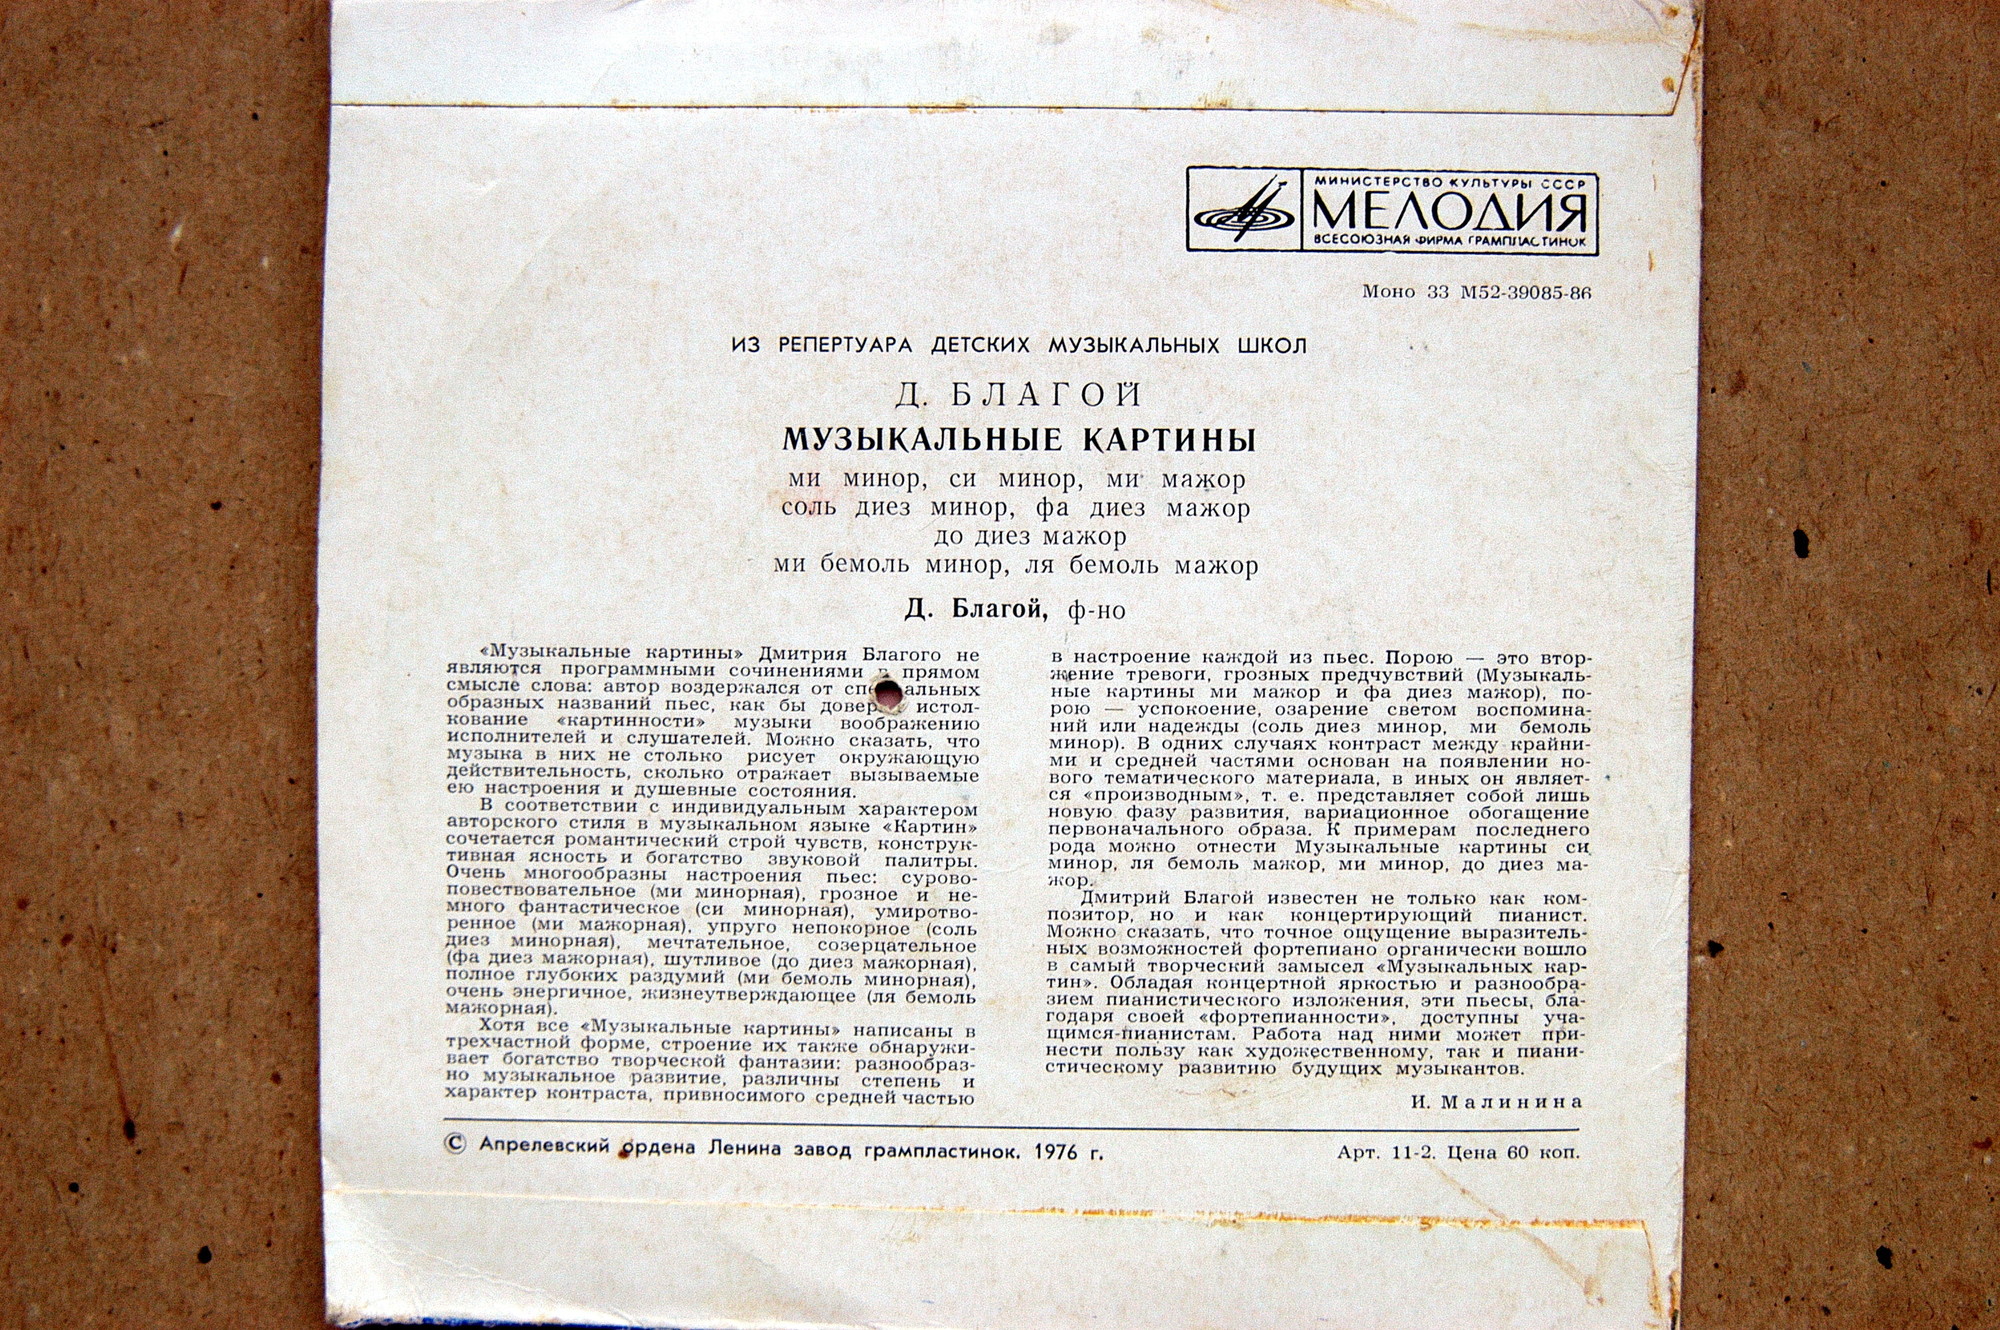 МИНИСТЕРСТВО КУЛЬТУРЫ СССР
МЕЛОДИЯ
ВСЕСОЮЗНАЯ ФИРМА ГРАМПЛАСТИНОК
Моно 33 М52-39085-86
ИЗ РЕПЕРТУАРА ДЕТСКИХ МУЗЫКАЛЬНЫХ ШКОЛ
Д. БЛАГОЙ
МУЗЫКАЛЬНЫЕ КАРТИНЫ
ми минор, си минор, ми мажор
соль диез минор, фа диез мажор
до диез мажор
ми бемоль минор, ля бемоль мажор
Д. Благой, ф-но
«Музыкальные картины» Дмитрия Благого не
являются программными сочинениями в прямом
смысле слова: автор воздержался от
образных названий пьес, как бы истол-
кование «картинности» музыки воображению
исполнителей и слушателей. Можно сказать, что
музыка в них не столько рисует окружающую
действительность, сколько отражает вызываемые
ею настроения и душевные состояния.
В соответствии с индивидуальным характером
авторского стиля в музыкальном языке «Картин»
сочетается романтический строй чувств, конструк-
тивная ясность и богатство звуковой палитры.
Очень многообразны настроения пьес: сурово-
повествовательное (ми минорная), грозное и не-
много фантастическое (си минорная), умиротво-
ренное (ми мажорная), упруго непокорное (соль
диез минорная), мечтательное, созерцательное
(фа диез мажорная), шутливое (до диез мажорная),
полное глубоких раздумий (ми бемоль минорная),
очень энергичное, жизнеутверждающее (ля бемоль
мажорная).
Хотя все «Музыкальные картины» написаны в
трехчастной форме, строение их также обнаружи-
вает богатство творческой фантазии: разнообраз-
но музыкальное развитие, различны степень и
характер контраста, привносимого средней частью
в настроение каждой из пьес. Порою — это втор-
жение тревоги, грозных предчувствий (Музыкаль-
ные картины ми мажор и фа диез мажор), по-
рою — успокоение, озарение светом воспомина-
ний или надежды (соль диез минор, ми бемоль
минор). В одних случаях контраст между крайни-
ми и средней частями основан на появлении но-
вого тематического материала, в иных он являет-
ся «производным», т. е. представляет собой лишь
новую фазу развития, вариационное обогащение
первоначального образа. К примерам последнего
рода можно отнести Музыкальные картины си
минор, ля бемоль мажор, ми минор, до диез ма-
жор.
Дмитрий Благой известен не только как ком-
позитор, но и как концертирующий пианист.
Можно сказать, что точное ощущение выразитель-
ных возможностей фортепиано органически вошло
в самый творческий замысел «Музыкальных кар-
тин». Обладая концертной яркостью и разнообра-
зием пианистического изложения, эти пьесы, бла-
годаря своей «фортепианности», доступны уча-
щимся-пианистам. Работа над ними может при-
нести пользу как художественному, так и пиани-
стическому развитию будущих музыкантов.
И. Малинина
© Апрелевский ордена Ленина завод грампластинок. 1976 г.
Арт. 11-2. Цена 60 коп.